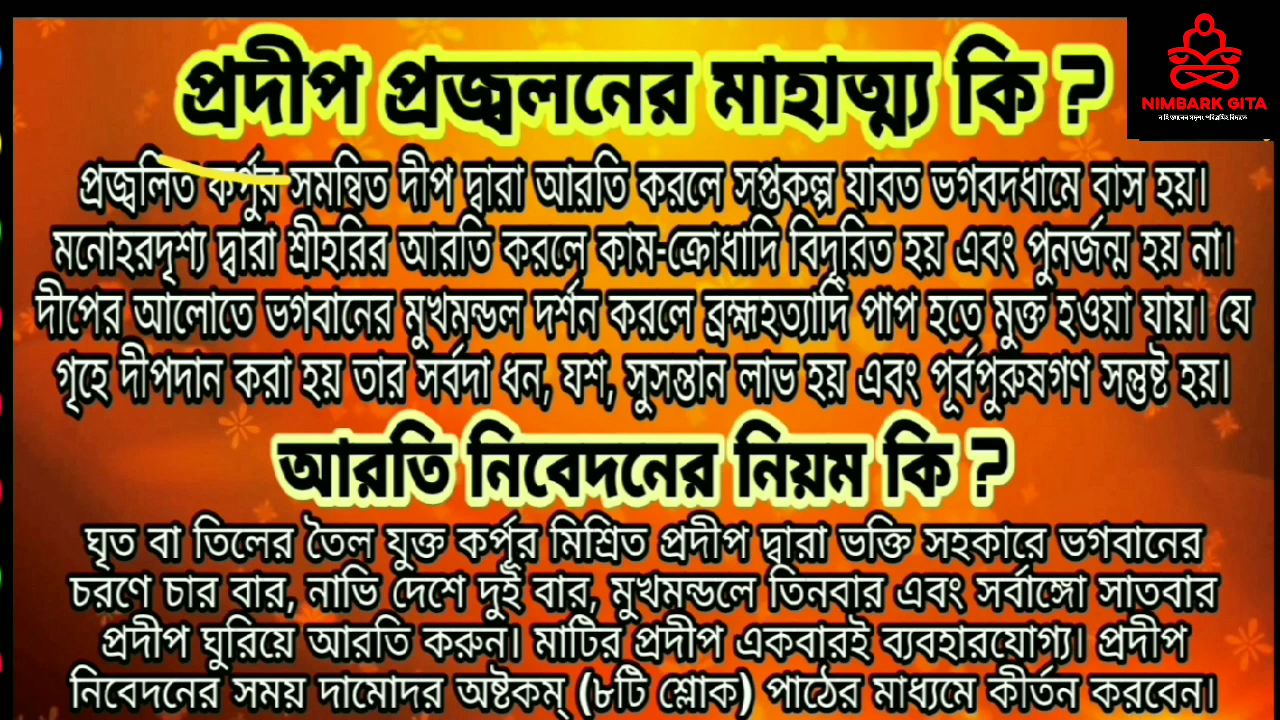 প্রদীপ প্রজ্বলনের মাহাত্ম্য কি ?
NIMBARK GITA
প্রজ্বলিত কর্পুর সমন্বিত দীপ দ্বারা আরতি করলে সপ্তকল্প যাবত ভগবদধামে বাস হয়।
মনোহরদৃশ্য দ্বারা শ্রীহরির আরতি করলে কাম-ক্রোধাদি বিদূরিত হয় এবং পুনর্জন্ম হয় না।
দীপের আলোতে ভগবানের মুখমন্ডল দর্শন করলে ব্রহ্মহত্যাদি পাপ হতে মুক্ত হওয়া যায়। যে
গৃহে দীপদান করা হয় তার সর্বদা ধন, যশ, সুসন্তান লাভ হয় এবং পূর্বপুরুষগণ সন্তুষ্ট হয়।
আরতি নিবেদনের নিয়ম কি ?
ঘৃত বা তিলের তৈল যুক্ত কর্পূর মিশ্রিত প্রদীপ দ্বারা ভক্তি সহকারে ভগবানের
চরণে চার বার, নাভি দেশে দুই বার, মুখমন্ডলে তিনবার এবং সর্বাঙ্গো সাতবার
প্রদীপ ঘুরিয়ে আরতি করুন। মাটির প্রদীপ একবারই ব্যবহারযোগ্য। প্রদীপ
নিবেদনের সময় দামোদর অষ্টকম্ (৮টি শ্লোক) পাঠের মাধ্যমে কীর্তন করবেন।